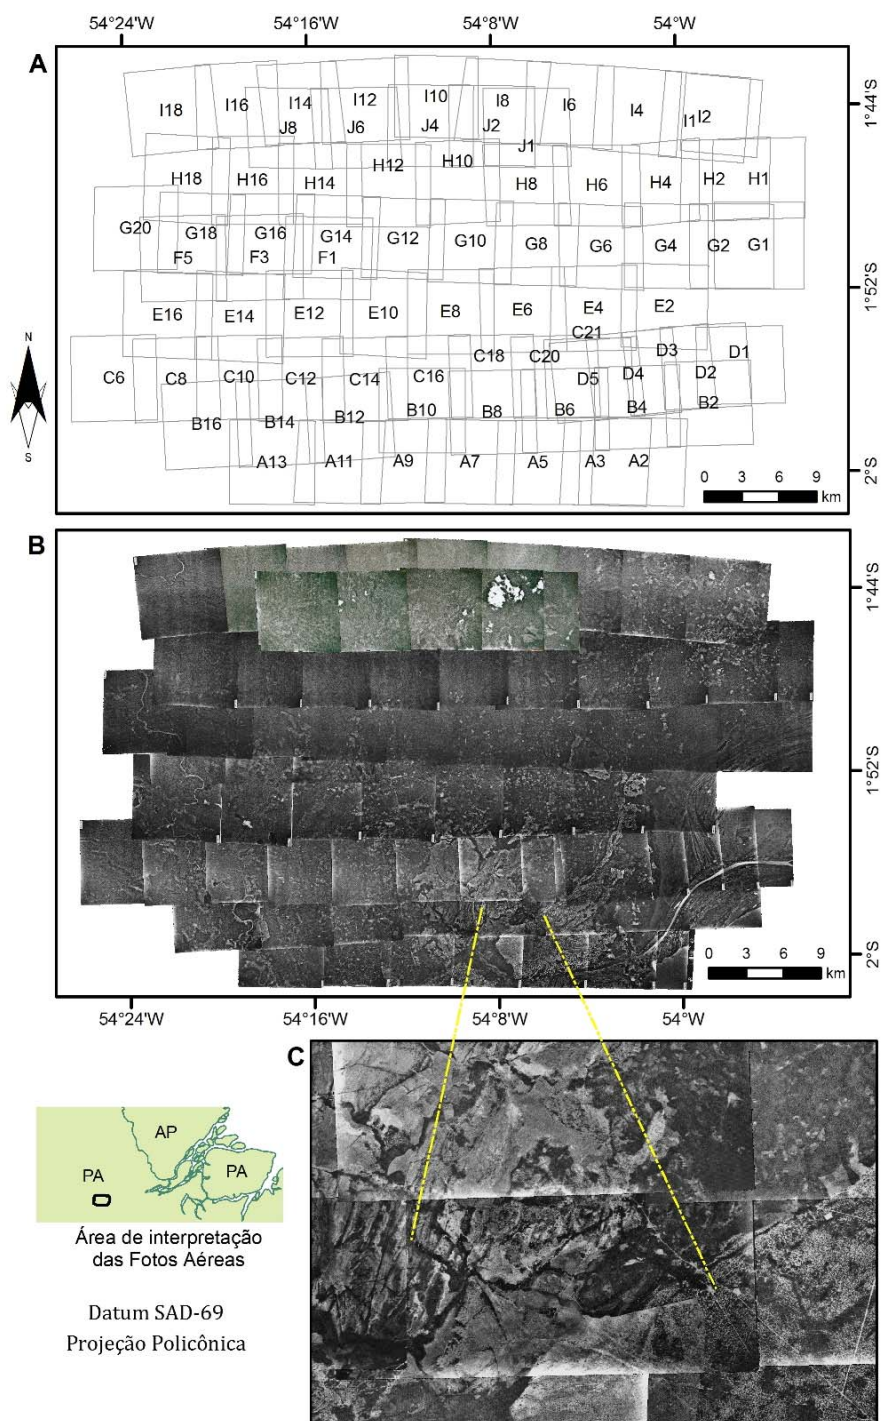 54°24'W 54°16'W 54°8'W 54°W
A
I18 I16 I14 I12 I10 I8 I6 I4 I1 I2
J8 J6 J4 J2 J1
1°44'S
H18 H16 H14 H12 H10 H8 H6 H4 H2 H1
G20 G18 G16 G14 G12 G10 G8 G6 G4 G2 G1
F5 F3 F1
1°52'S
E16 E14 E12 E10 E8 E6 E4 E2
C6 C8 C10 C12 C14 C16 C18 C20 C21
D5 D4 D3 D2 D1
B16 B14 B12 B10 B8 B6 B4 B2
A13 A11 A9 A7 A5 A3 A2
2°S
N
S
0 3 6 9
km
B
1°44'S
1°52'S
2°S
0 3 6 9
km
54°24'W 54°16'W 54°8'W 54°W
C
AP
PA
PA
Área de interpretação
das Fotos Aéreas
Datum SAD-69
Projeção Policônica